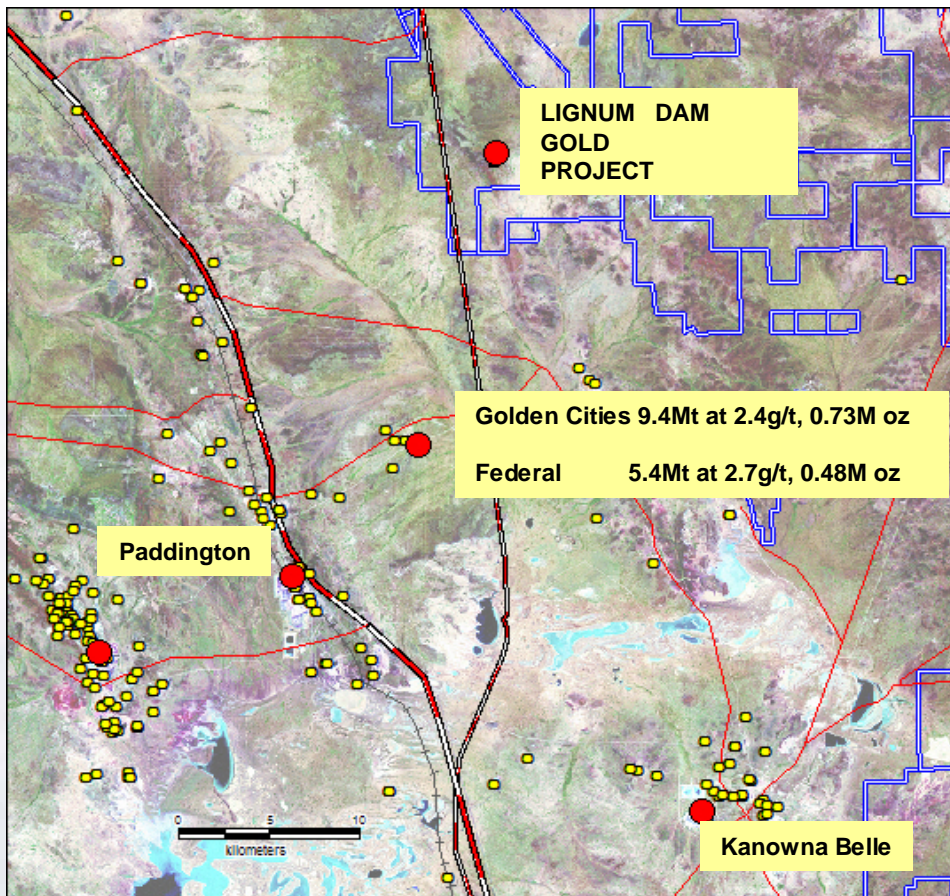 LIGNUM DAM
GOLD
PROJECT
Golden Cities 9.4Mt at 2.4g/t, 0.73M oz
Federal 5.4Mt at 2.7g/t, 0.48M oz
Paddington
0 5 10
kilometers
Kanowna Belle